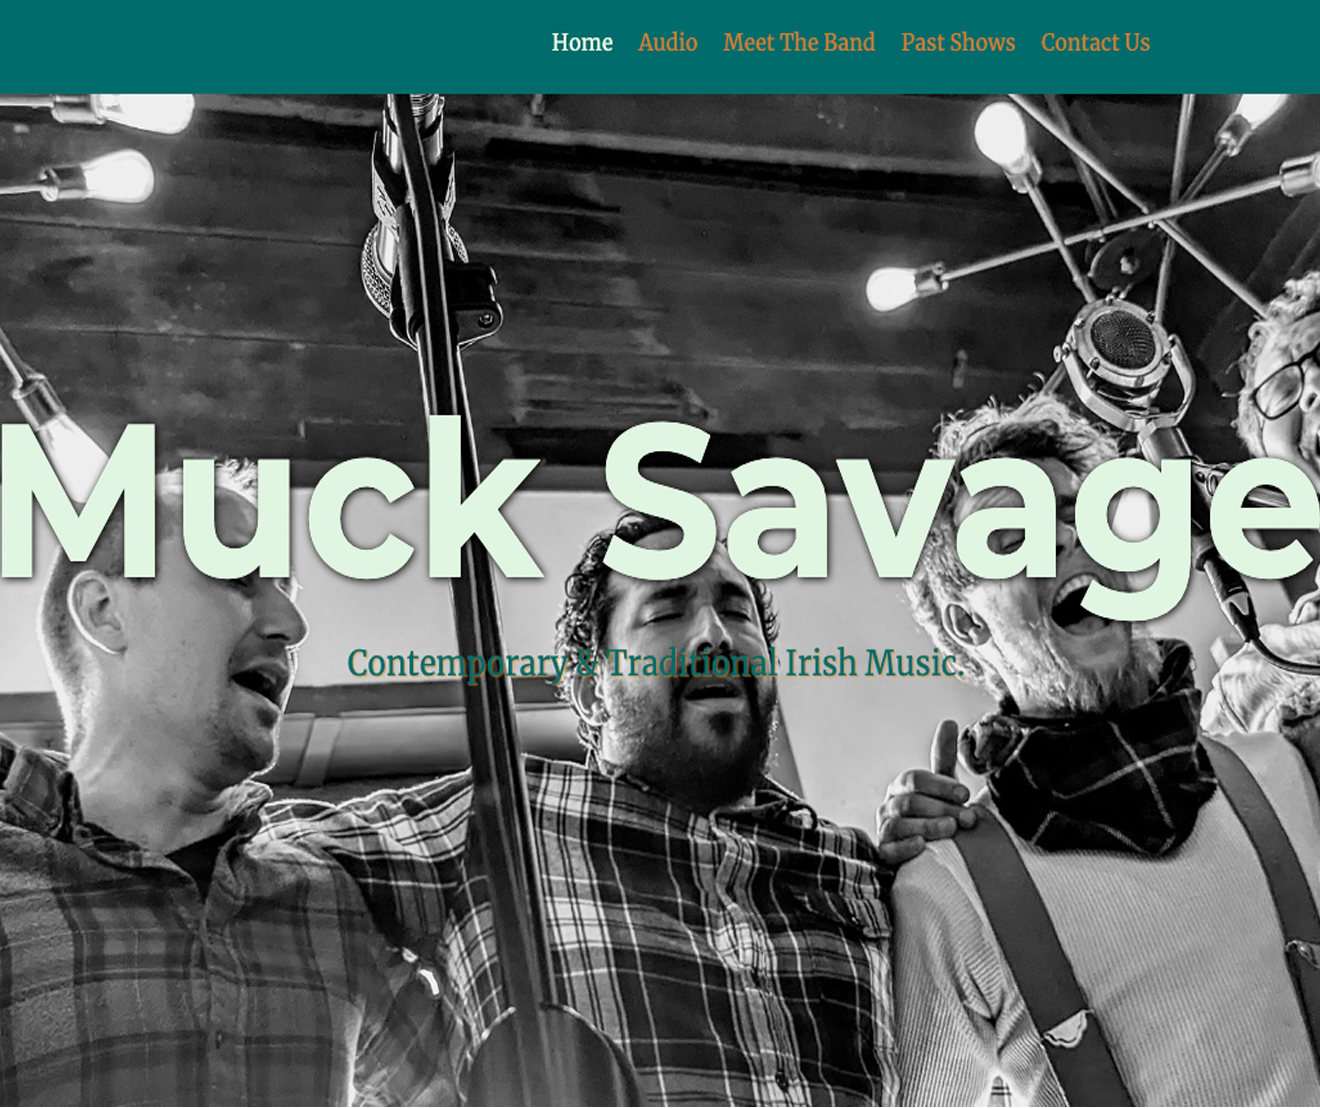 Home Audio Meet The Band Past Shows Contact Us
Muck Savage
Contemporary & Traditional Irish Music.